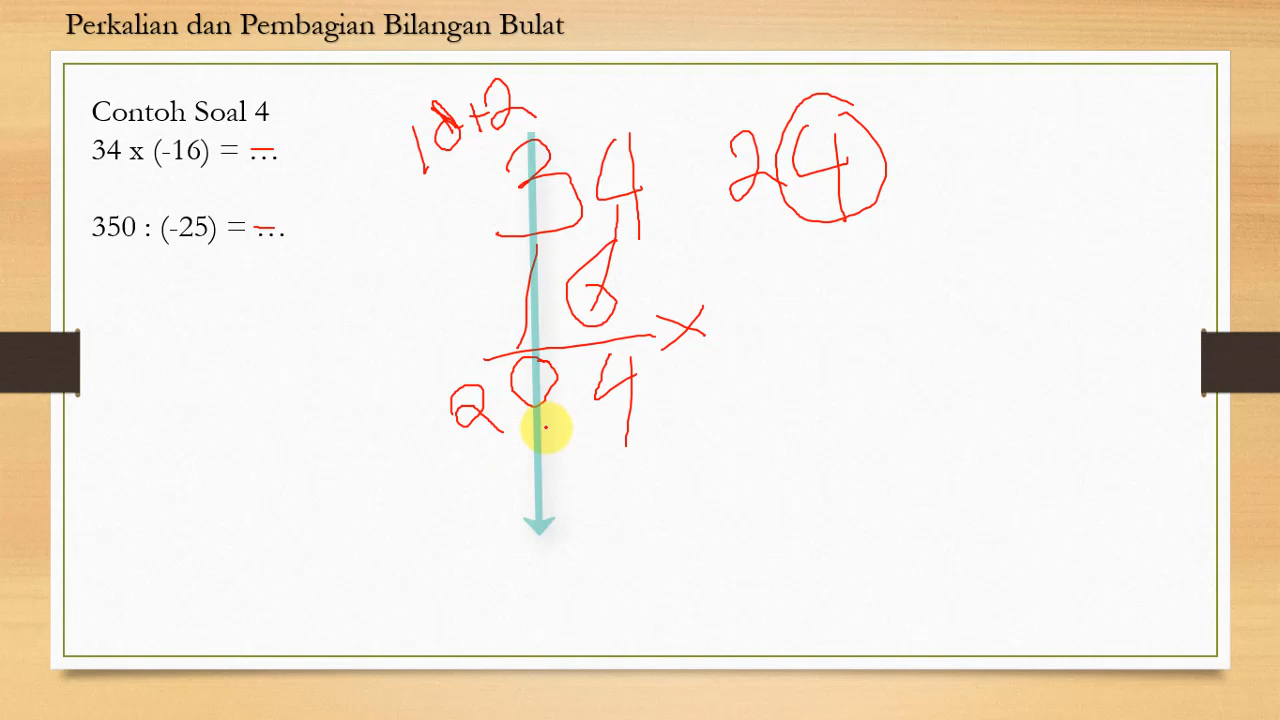 Perkalian dan Pembagian Bilangan Bulat
Contoh Soal 4
34 x (-16) = - …
350 : (-25) = - …
18+2
34
24
16
x
204